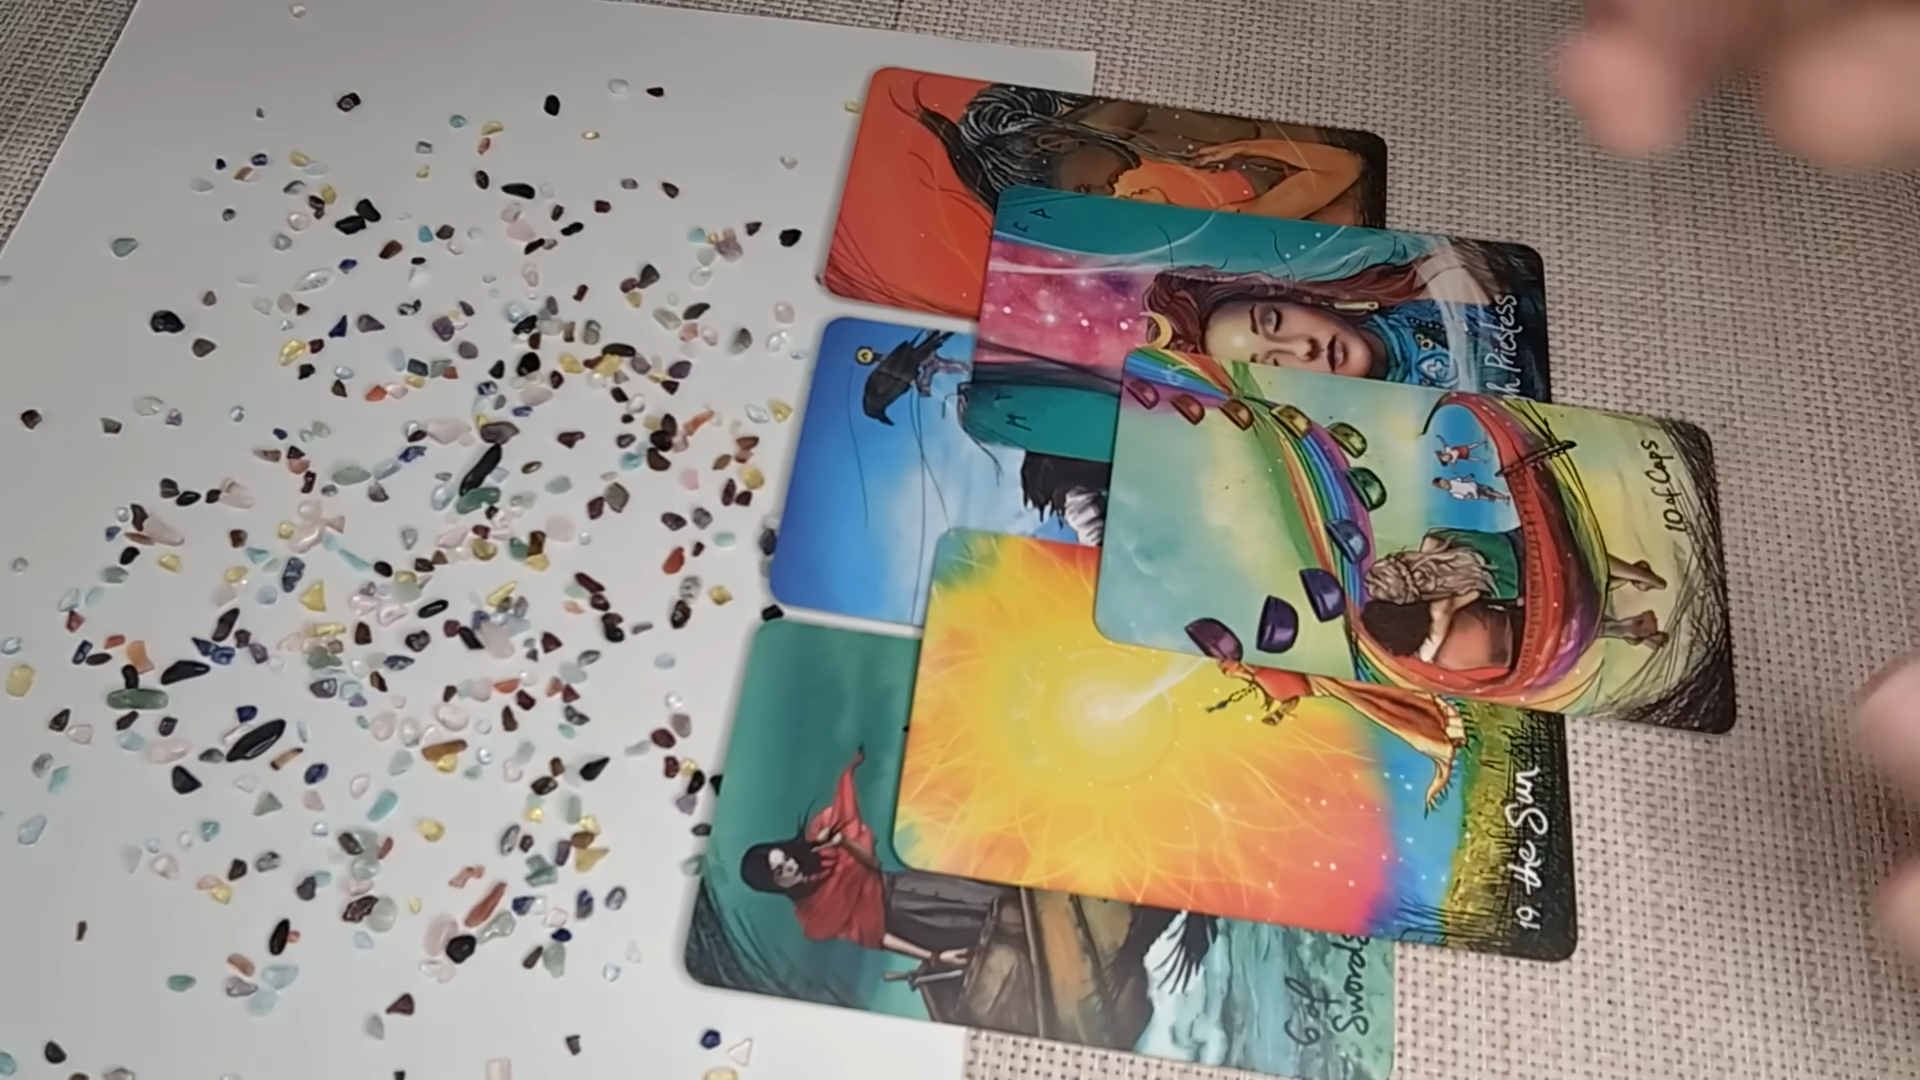 h Priestess
10 of Cups
19 the Sun
6 of
Swords